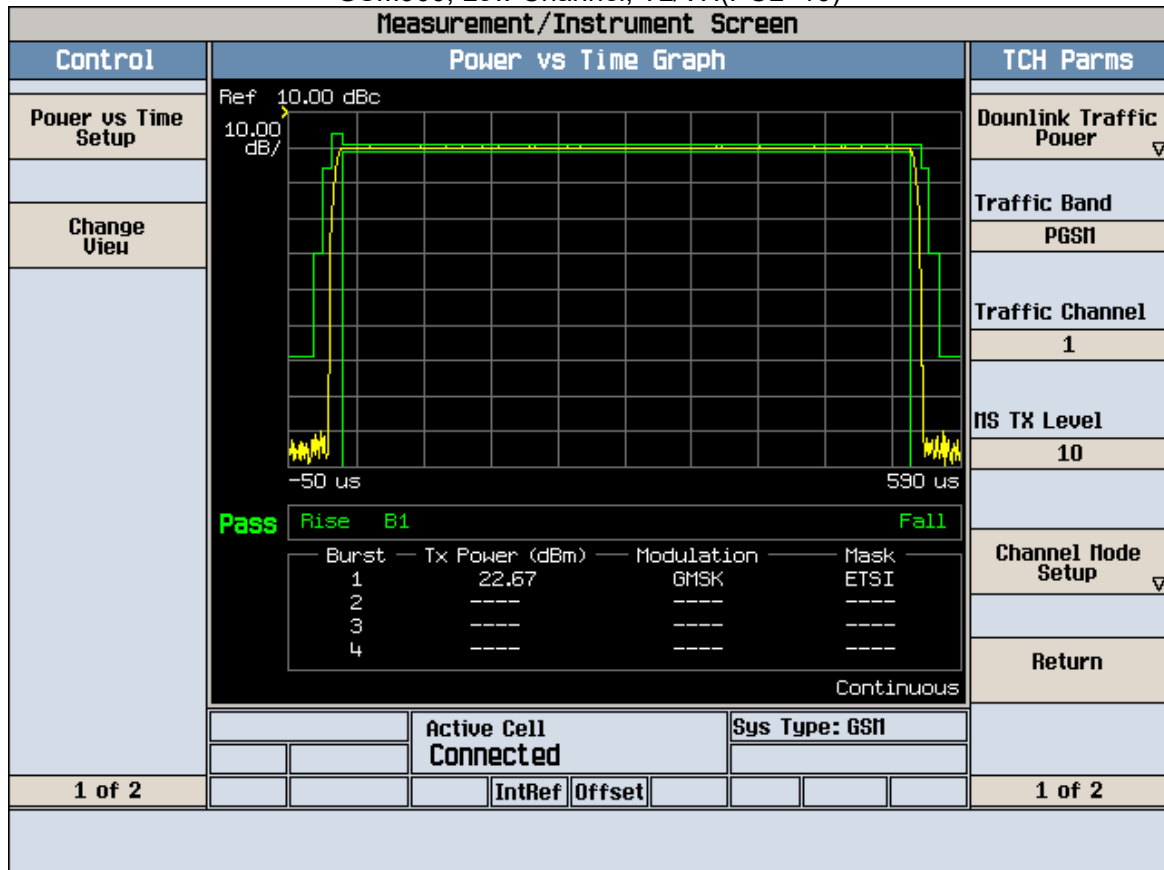 Measurement/Instrument Screen
Control
Power vs Time Graph
TCH Parms
Power vs Time
Setup
Change
View
1 of 2
Ref 10.00 dBc
10.00
dB/
-50 us
590 us
Pass
Rise B1 Fall
Burst Tx Power (dBm) Modulation Mask
1 22.67 GMSK ETSI
2 ---- ---- ----
3 ---- ---- ----
4 ---- ---- ----
Continuous
Active Cell
Connected
Sys Type: GSM
IntRef Offset
Downlink Traffic
Power
Traffic Band
PGSM
Traffic Channel
1
MS TX Level
10
Channel Mode
Setup
Return
1 of 2